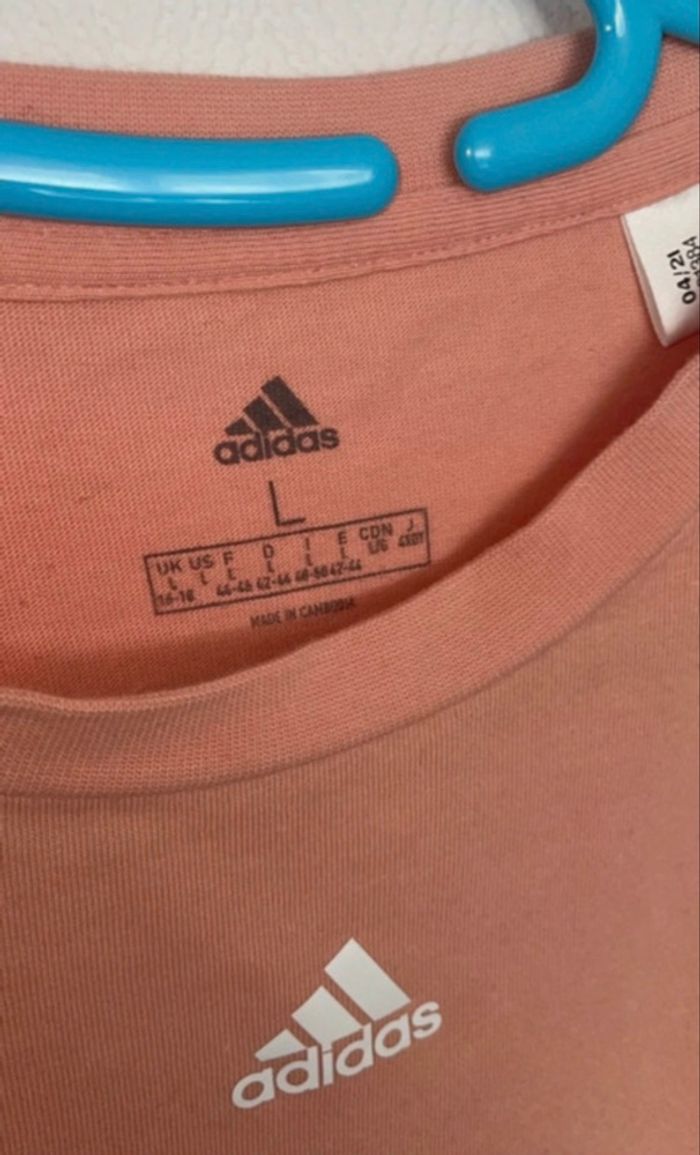 04/21
adidas
L
UK US F D I E CDN J
L L L L L L L/G 4XOT
16-18 44-46 42-44 48-50 42-44
MADE IN CAMBODIA
adidas